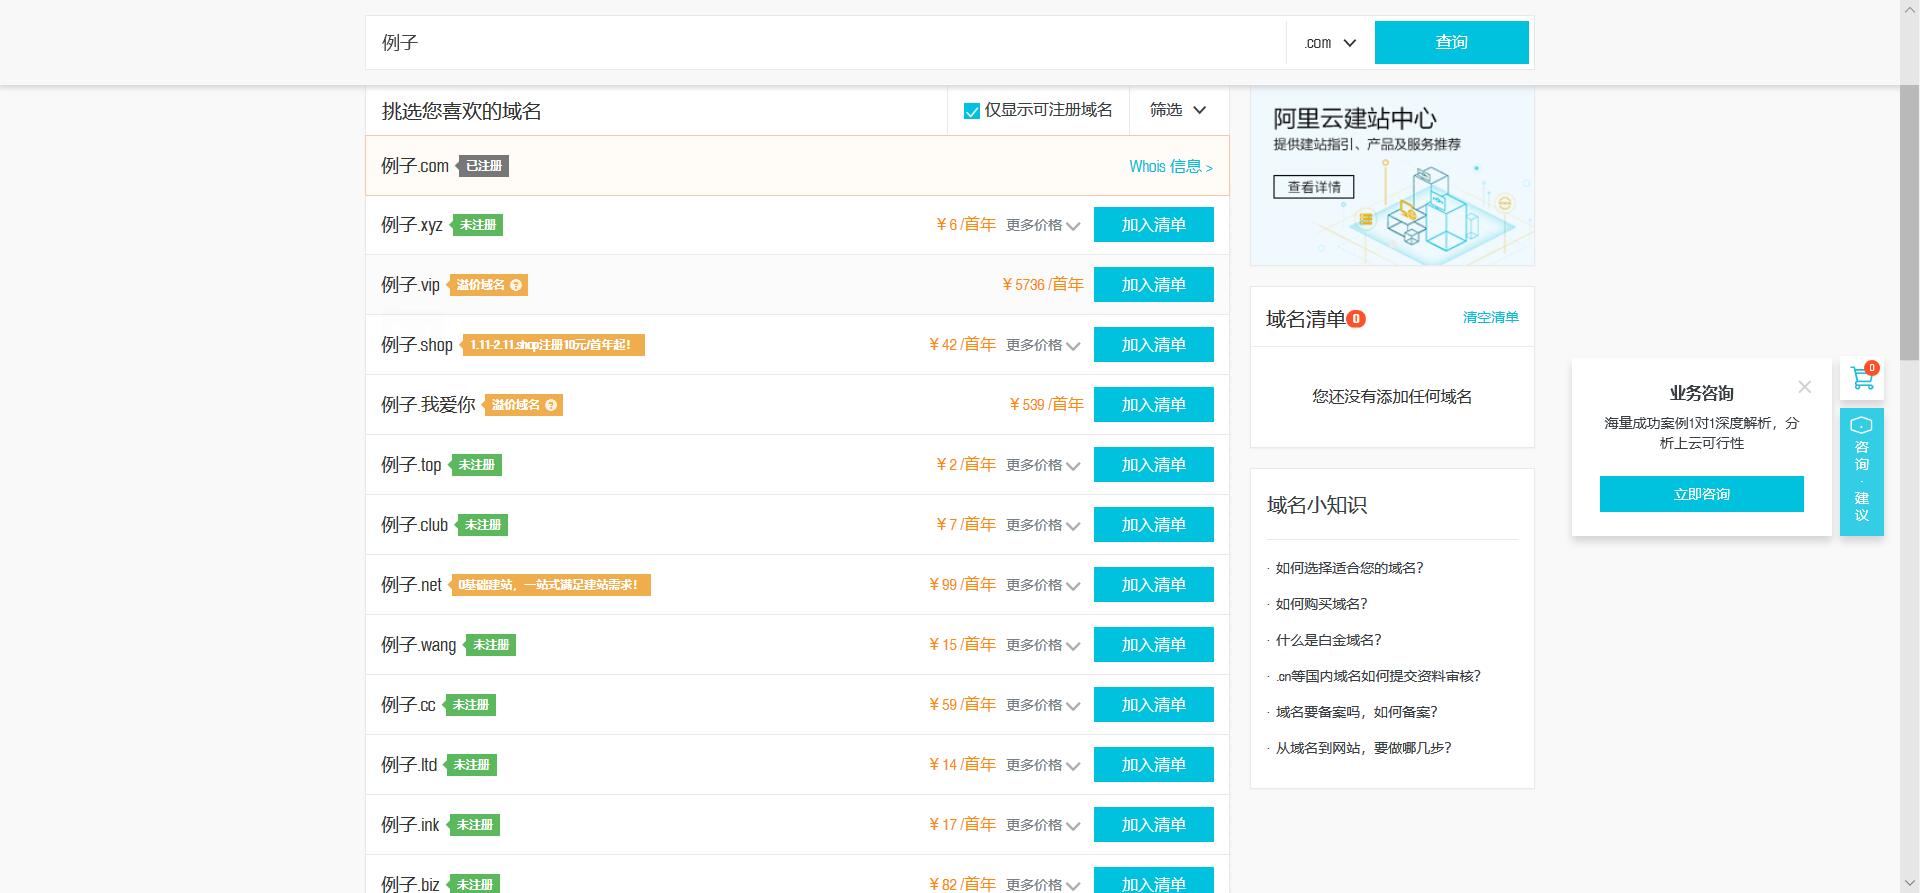 例子
.com
查询
挑选您喜欢的域名
仅显示可注册域名
筛选
例子.com 已注册 Whois 信息 >
例子.xyz 未注册 ¥ 6 /首年 更多价格 加入清单
例子.vip 溢价域名 ? ¥ 5736 /首年 加入清单
例子.shop 1.11-2.11.shop注册10元/首年起! ¥ 42 /首年 更多价格 加入清单
例子.我爱你 溢价域名 ? ¥ 539 /首年 加入清单
例子.top 未注册 ¥ 2 /首年 更多价格 加入清单
例子.club 未注册 ¥ 7 /首年 更多价格 加入清单
例子.net 0基础建站，一站式满足建站需求! ¥ 99 /首年 更多价格 加入清单
例子.wang 未注册 ¥ 15 /首年 更多价格 加入清单
例子.cc 未注册 ¥ 59 /首年 更多价格 加入清单
例子.ltd 未注册 ¥ 14 /首年 更多价格 加入清单
例子.ink 未注册 ¥ 17 /首年 更多价格 加入清单
例子.biz 未注册 ¥ 82 /首年 更多价格 加入清单
阿里云建站中心
提供建站指引、产品及服务推荐
查看详情
域名清单 0 清空清单
您还没有添加任何域名
域名小知识
· 如何选择适合您的域名?
· 如何购买域名?
· 什么是白金域名?
· .cn等国内域名如何提交资料审核?
· 域名要备案吗，如何备案?
· 从域名到网站，要做哪几步?
业务咨询
海量成功案例1对1深度解析，分
析上云可行性
立即咨询
0
咨
询
·
建
议